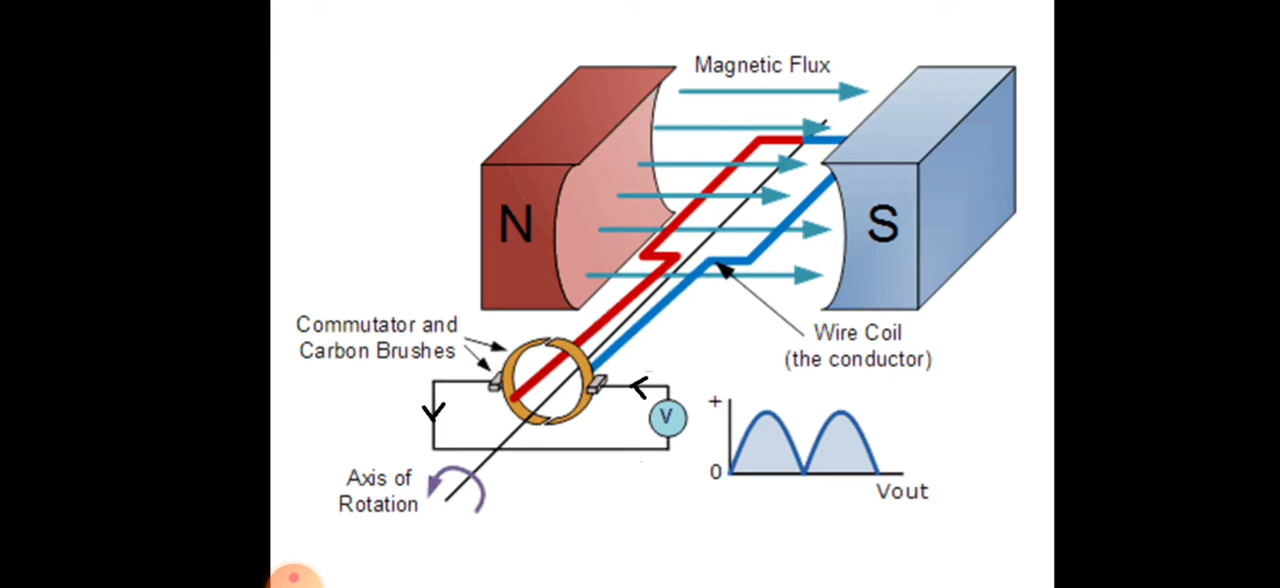 Magnetic Flux
N
S
Commutator and
Carbon Brushes
Wire Coil
(the conductor)
V
+
0
Vout
Axis of
Rotation